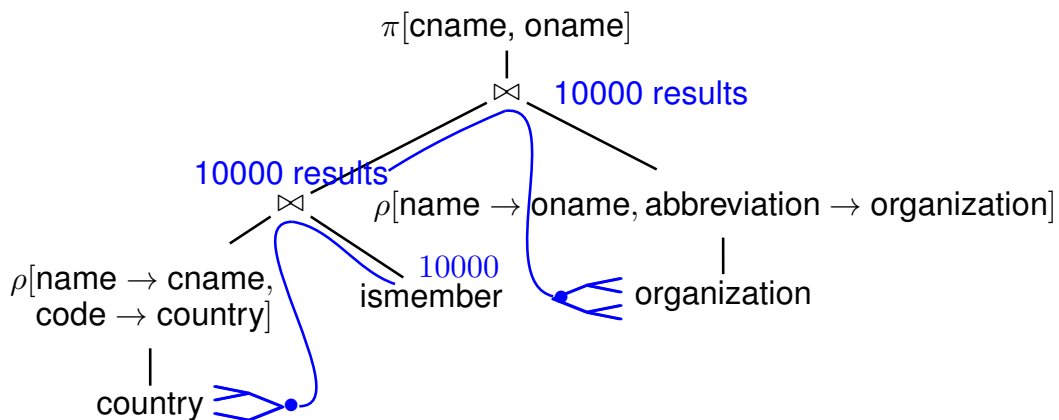 π[cname, oname]
⋈ 10000 results
10000 results
⋈
ρ[name → oname, abbreviation → organization]
ρ[name → cname,
code → country]
10000
ismember
organization
country